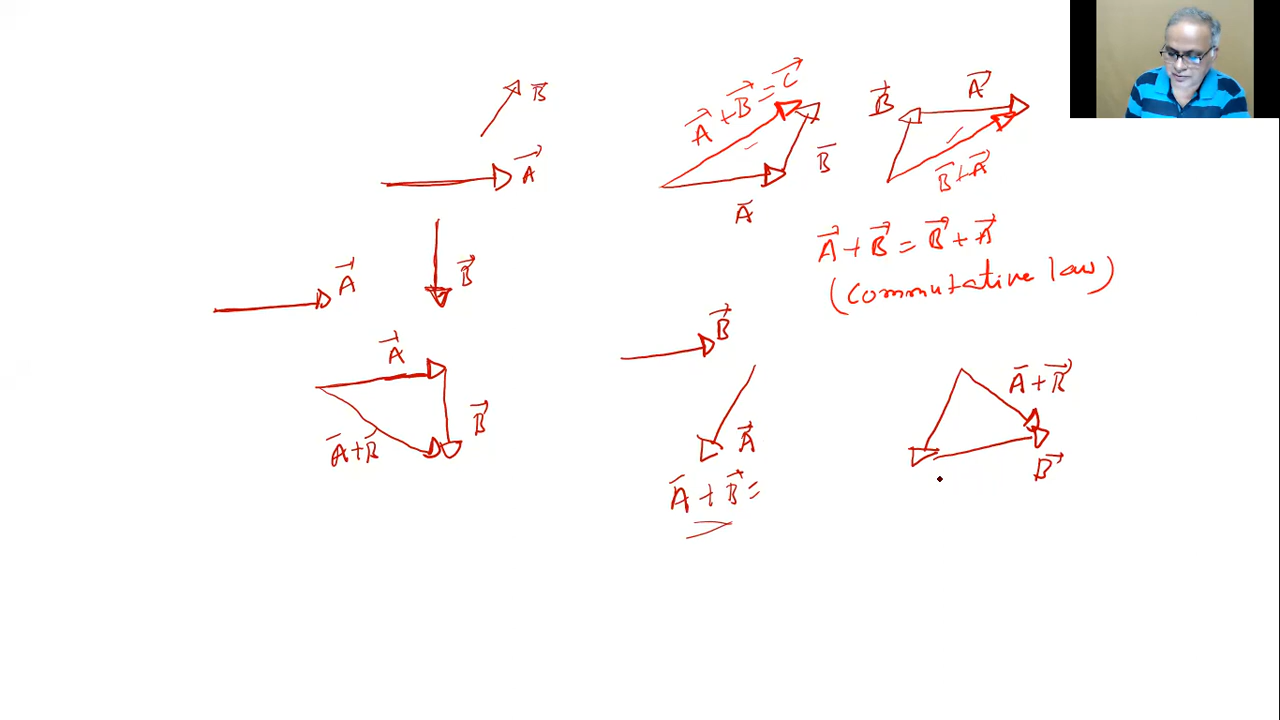 B⃗
A⃗
A⃗ + B⃗ = C⃗
B̅
A̅
B⃗
A⃗
B̅ + A⃗
A⃗ + B⃗ = B⃗ + A⃗
(commutative law)
A⃗
B⃗
A⃗
B⃗
A̅ + B⃗
B⃗
A⃗
A̅ + B⃗ =
A̅ + B⃗
B⃗